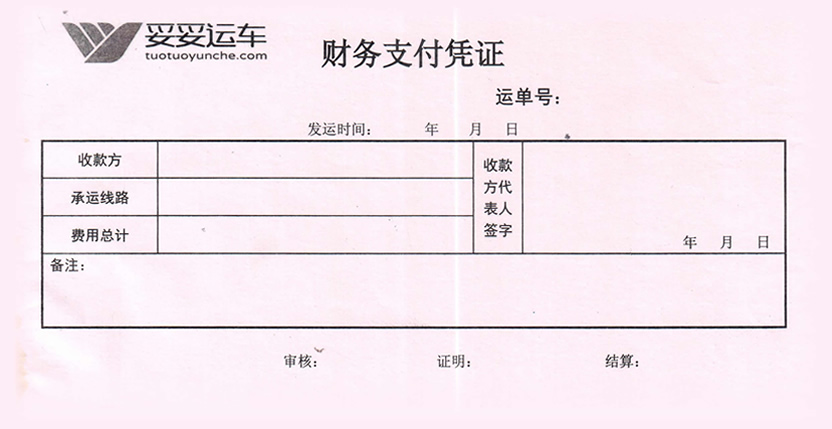 妥妥运车
tuotuoyunche.com
财务支付凭证
运单号：
发运时间： 年 月 日
收款方
承运线路
费用总计
收款
方代
表人
签字
年 月 日
备注：
审核： 证明： 结算：